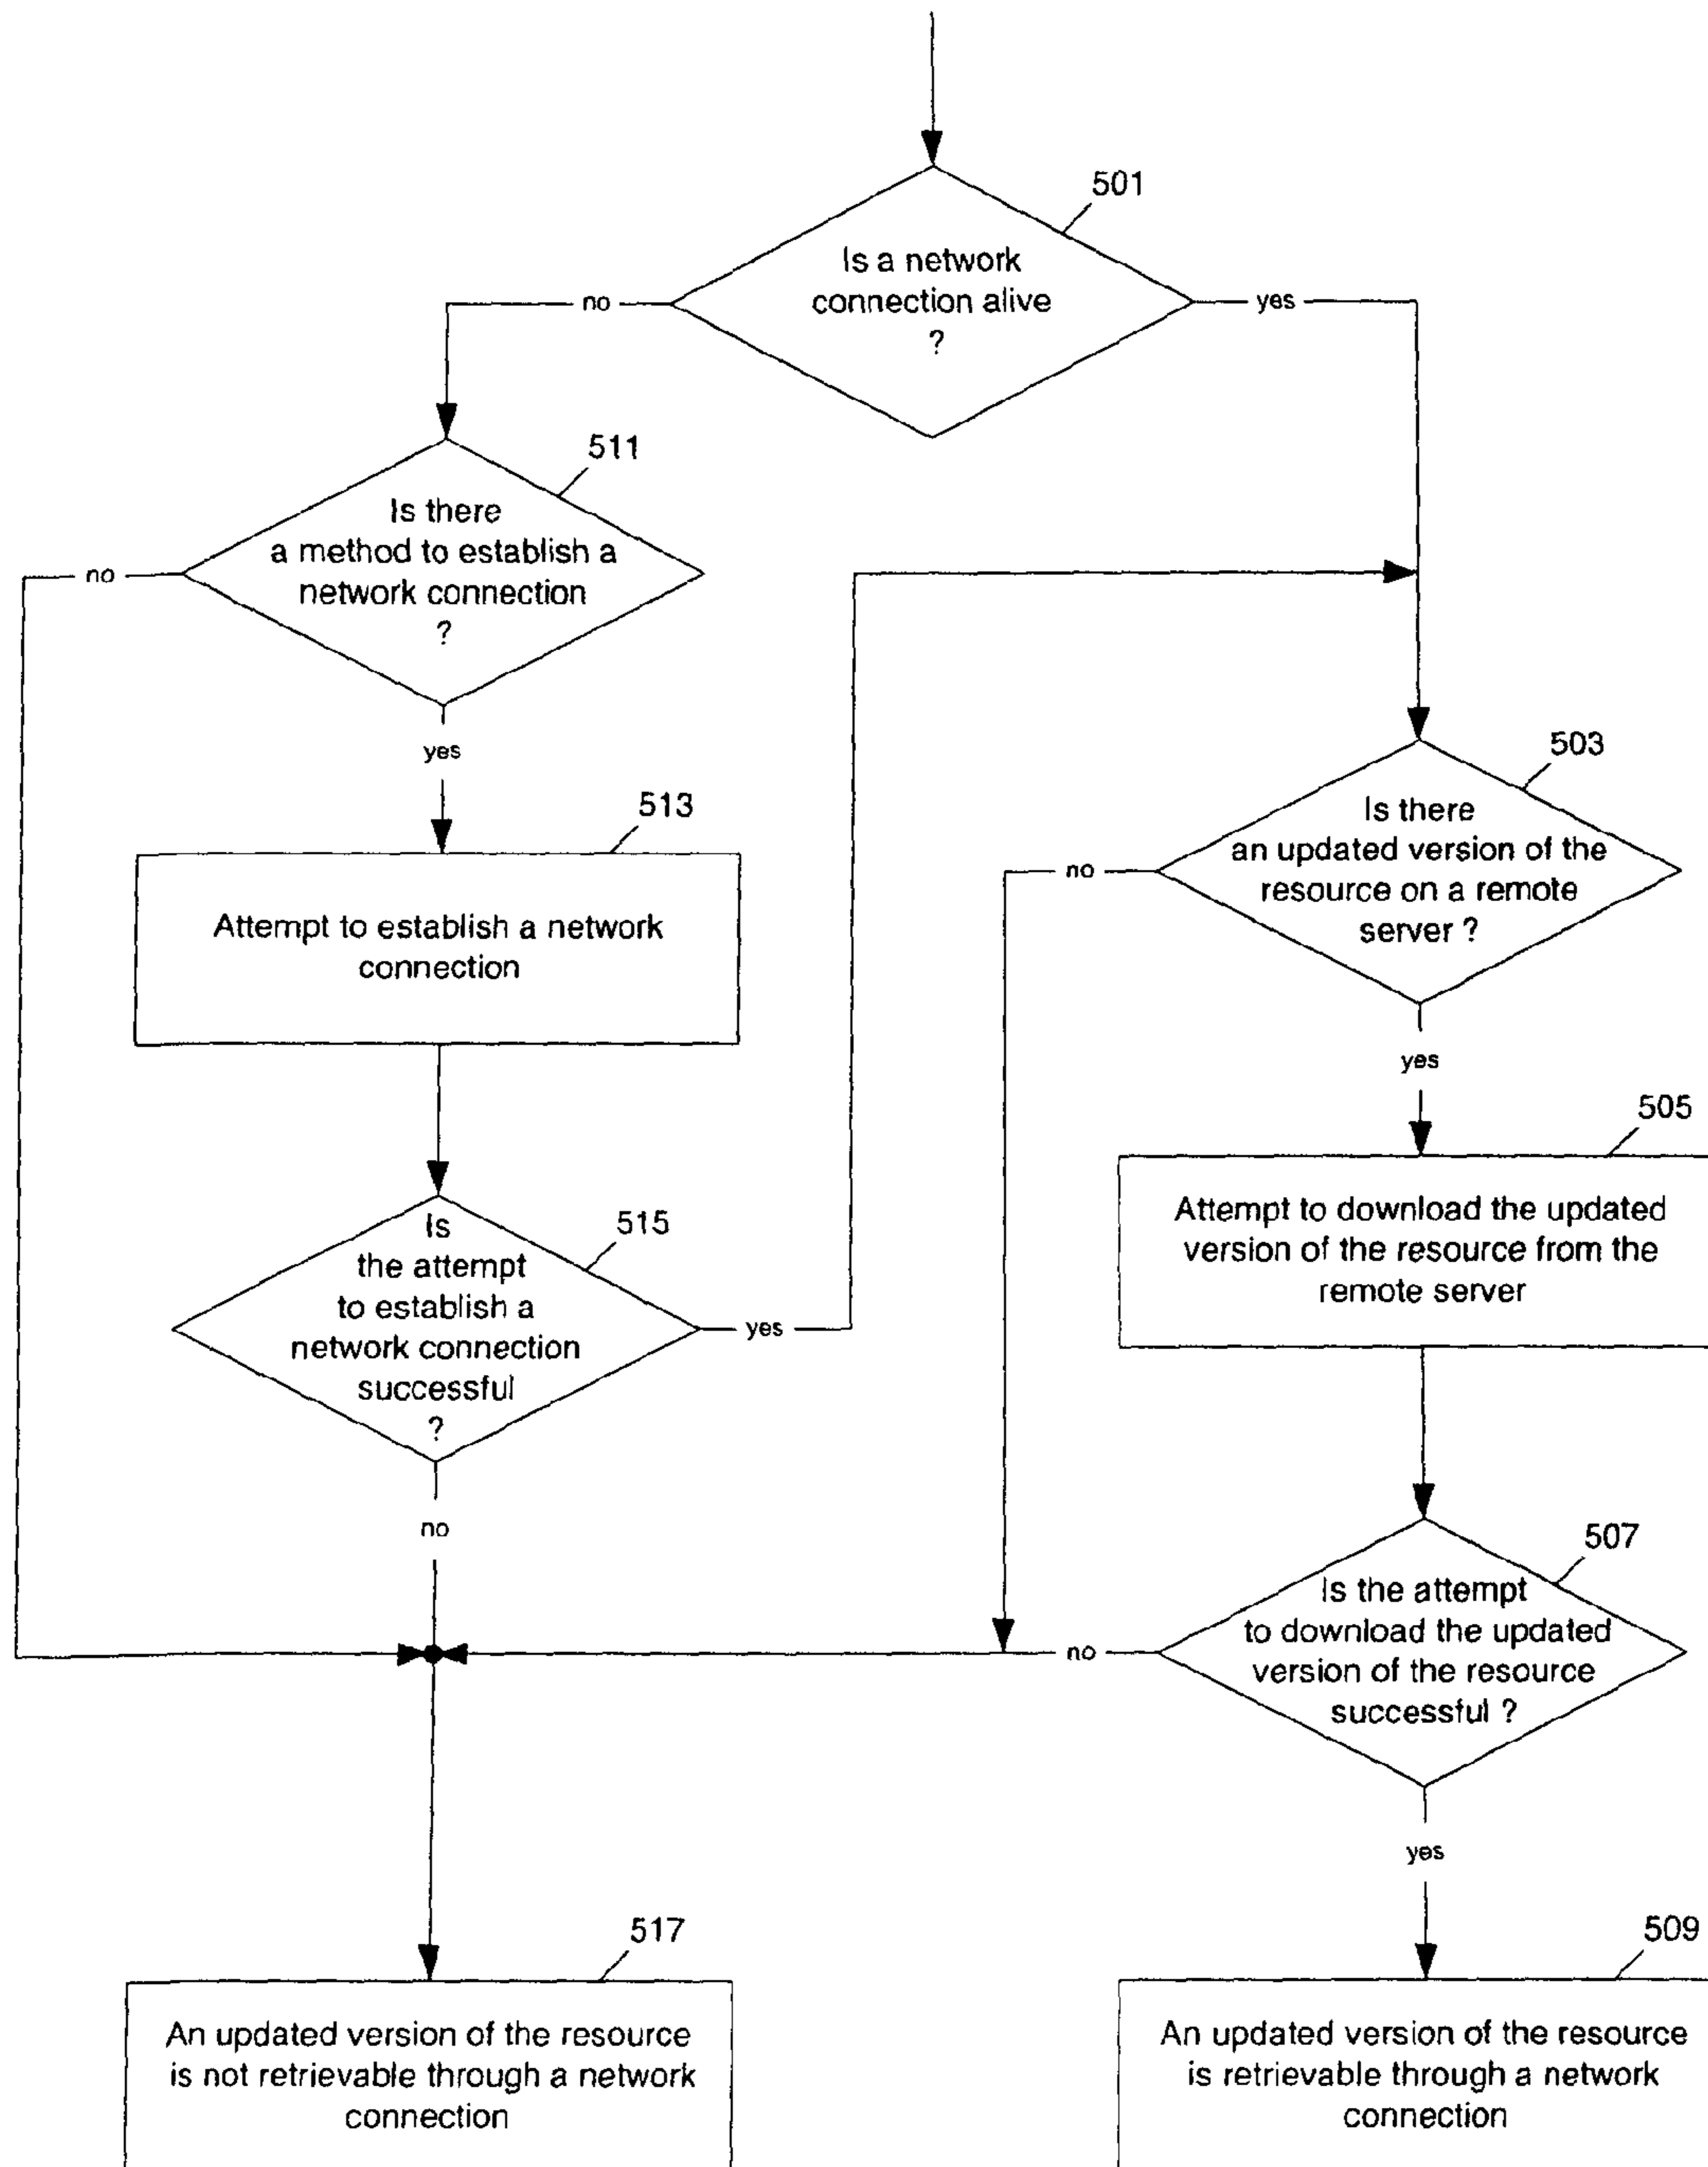 501
Is a network
connection alive
?
no
yes
511
Is there
a method to establish a
network connection
?
no
yes
503
Is there
an updated version of the
resource on a remote
server ?
no
yes
513
Attempt to establish a network
connection
505
Attempt to download the updated
version of the resource from the
remote server
515
Is
the attempt
to establish a
network connection
successful
?
yes
no
507
Is the attempt
to download the updated
version of the resource
successful ?
no
yes
517
An updated version of the resource
is not retrievable through a network
connection
509
An updated version of the resource
is retrievable through a network
connection